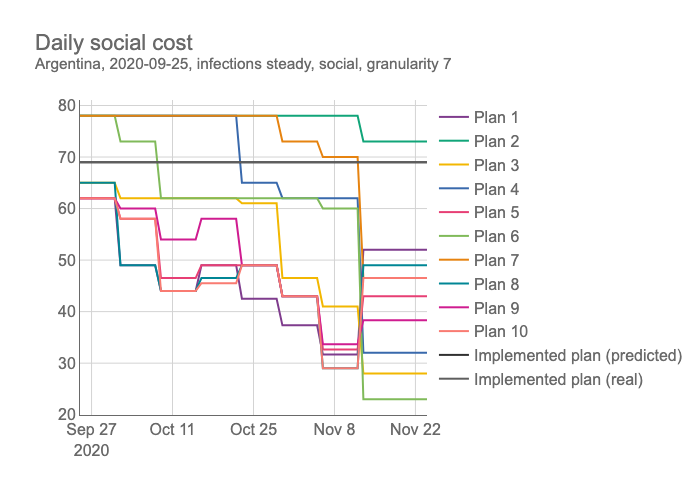 Daily social cost
Argentina, 2020-09-25, infections steady, social, granularity 7
80
70
60
50
40
30
20
Sep 27
2020
Oct 11
Oct 25
Nov 8
Nov 22
Plan 1
Plan 2
Plan 3
Plan 4
Plan 5
Plan 6
Plan 7
Plan 8
Plan 9
Plan 10
Implemented plan (predicted)
Implemented plan (real)